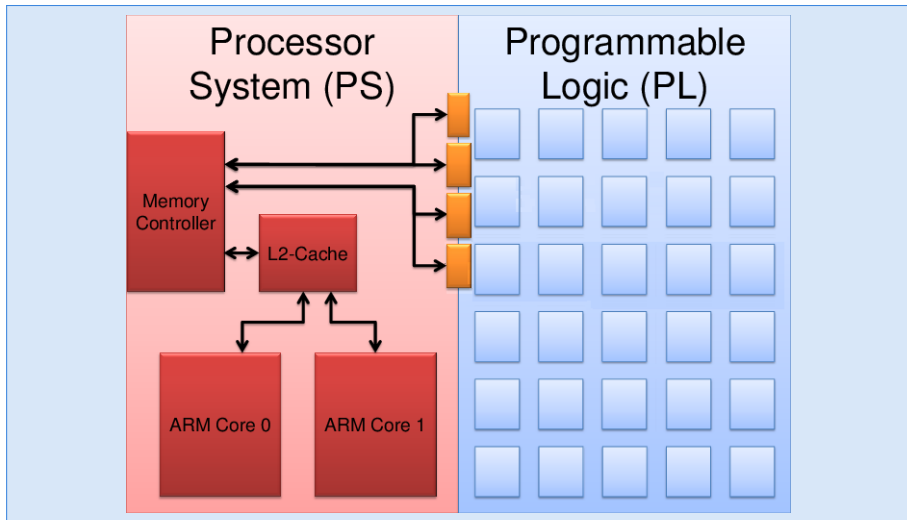 Processor
System (PS)
Programmable
Logic (PL)
Memory
Controller
L2-Cache
ARM Core 0
ARM Core 1